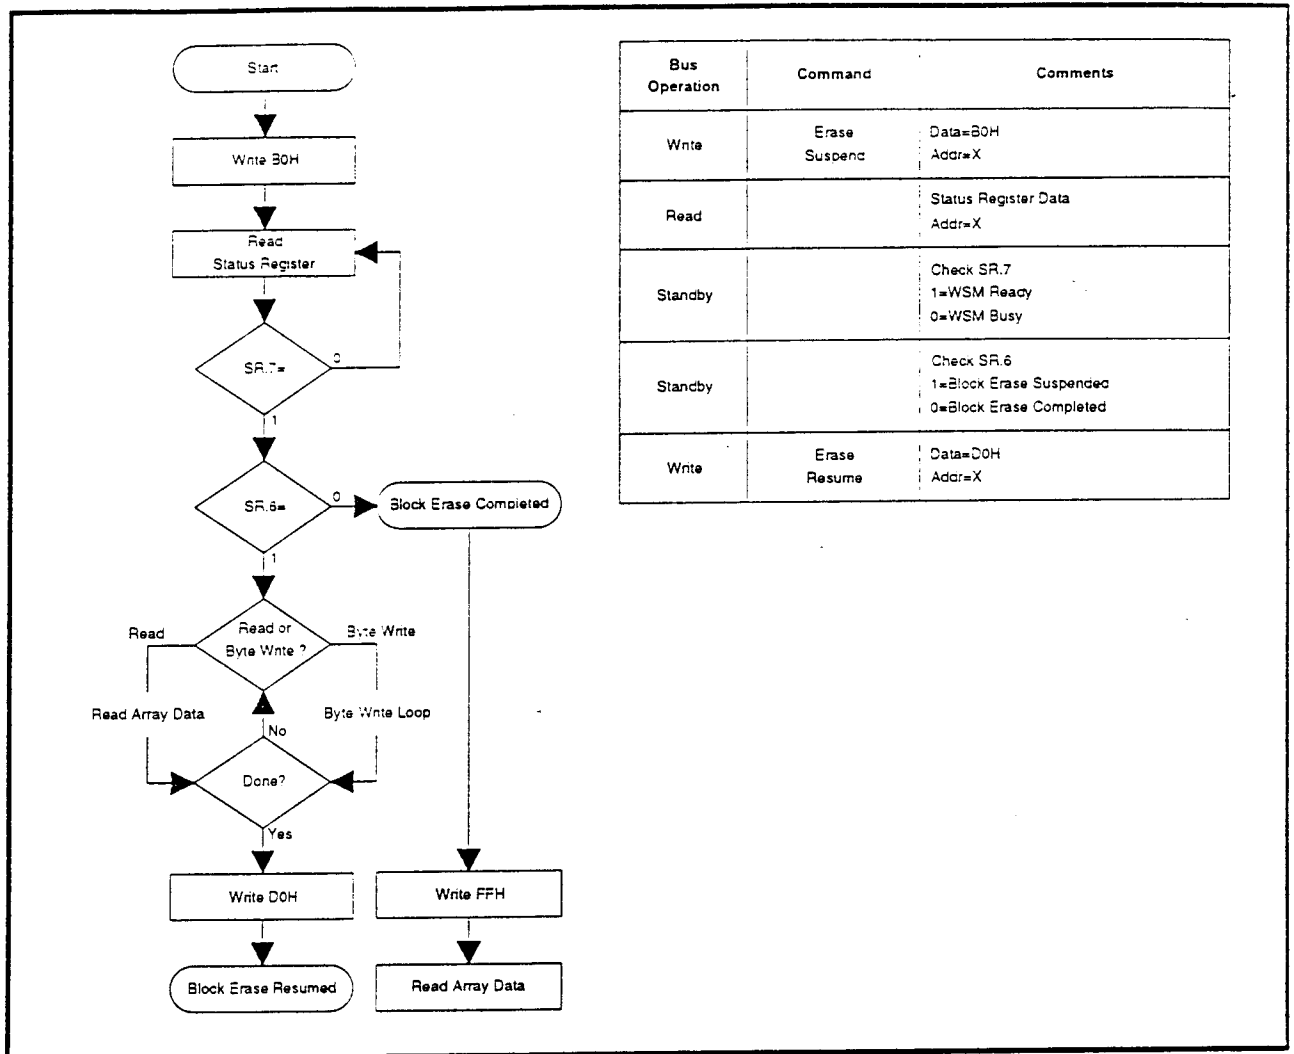 Start
Write B0H
Read
Status Register
SR.7=
0
1
SR.6=
0
Block Erase Completed
1
Read or
Byte Write ?
Read
Byte Write
Read Array Data
Byte Write Loop
No
Done?
Yes
Write D0H
Write FFH
Block Erase Resumed
Read Array Data
Bus
Operation
Command
Comments
Write
Erase
Suspend
Data=B0H
Addr=X
Read
Status Register Data
Addr=X
Standby
Check SR.7
1=WSM Ready
0=WSM Busy
Standby
Check SR.6
1=Block Erase Suspended
0=Block Erase Completed
Write
Erase
Resume
Data=D0H
Addr=X